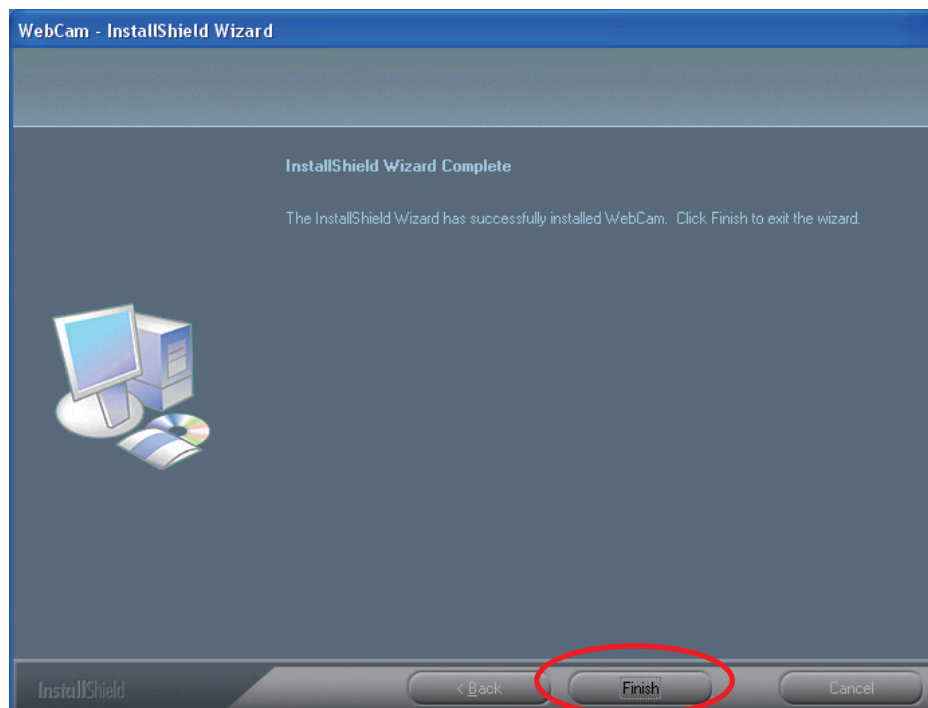 WebCam - InstallShield Wizard
InstallShield Wizard Complete
The InstallShield Wizard has successfully installed WebCam. Click Finish to exit the wizard.
InstallShield
< Back
Finish
Cancel